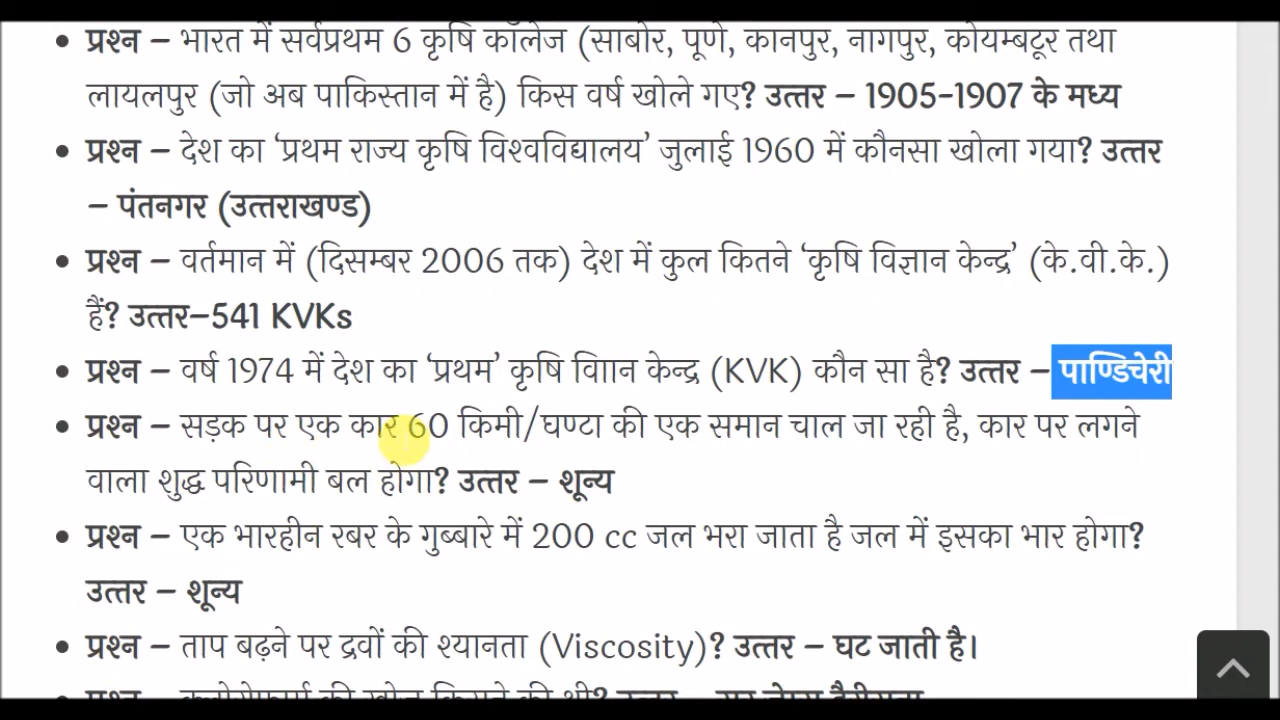 प्रश्न – भारत में सर्वप्रथम 6 कृषि कॉलेज (साबोर, पूणे, कानपुर, नागपुर, कोयम्बटूर तथा
लायलपुर (जो अब पाकिस्तान में है) किस वर्ष खोले गए? उत्तर – 1905-1907 के मध्य
प्रश्न – देश का 'प्रथम राज्य कृषि विश्वविद्यालय' जुलाई 1960 में कौनसा खोला गया? उत्तर
– पंतनगर (उत्तराखण्ड)
प्रश्न – वर्तमान में (दिसम्बर 2006 तक) देश में कुल कितने 'कृषि विज्ञान केन्द्र' (के.वी.के.)
हैं? उत्तर–541 KVKs
प्रश्न – वर्ष 1974 में देश का 'प्रथम' कृषि विाान केन्द्र (KVK) कौन सा है? उत्तर – पाण्डिचेरी
प्रश्न – सड़क पर एक कार 60 किमी/घण्टा की एक समान चाल जा रही है, कार पर लगने
वाला शुद्ध परिणामी बल होगा? उत्तर – शून्य
प्रश्न – एक भारहीन रबर के गुब्बारे में 200 cc जल भरा जाता है जल में इसका भार होगा?
उत्तर – शून्य
प्रश्न – ताप बढ़ने पर द्रवों की श्यानता (Viscosity)? उत्तर – घट जाती है।